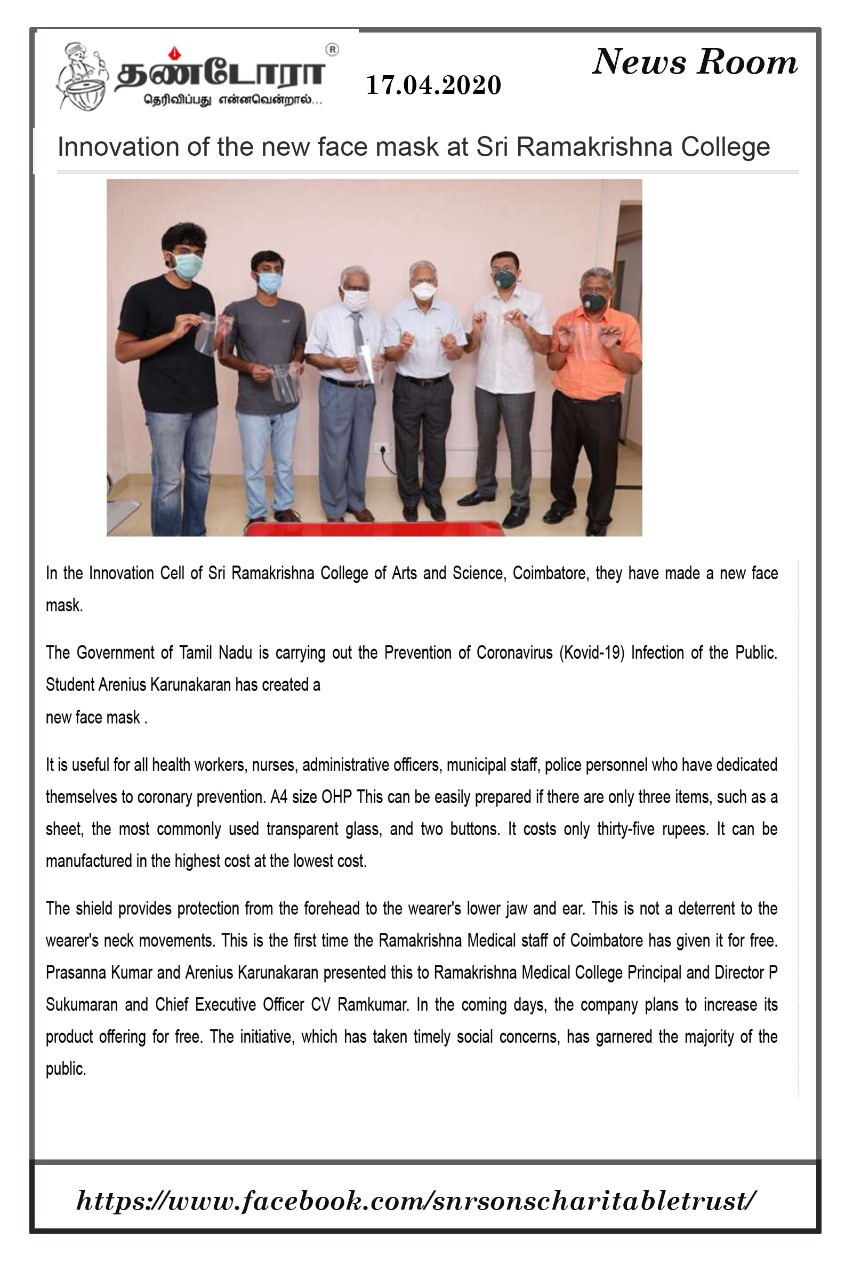 தண்டோரா ®
தெரிவிப்பது என்னவென்றால்...
17.04.2020
News Room
Innovation of the new face mask at Sri Ramakrishna College
In the Innovation Cell of Sri Ramakrishna College of Arts and Science, Coimbatore, they have made a new face
mask.
The Government of Tamil Nadu is carrying out the Prevention of Coronavirus (Kovid-19) Infection of the Public.
Student Arenius Karunakaran has created a
new face mask .
It is useful for all health workers, nurses, administrative officers, municipal staff, police personnel who have dedicated
themselves to coronary prevention. A4 size OHP This can be easily prepared if there are only three items, such as a
sheet, the most commonly used transparent glass, and two buttons. It costs only thirty-five rupees. It can be
manufactured in the highest cost at the lowest cost.
The shield provides protection from the forehead to the wearer's lower jaw and ear. This is not a deterrent to the
wearer's neck movements. This is the first time the Ramakrishna Medical staff of Coimbatore has given it for free.
Prasanna Kumar and Arenius Karunakaran presented this to Ramakrishna Medical College Principal and Director P
Sukumaran and Chief Executive Officer CV Ramkumar. In the coming days, the company plans to increase its
product offering for free. The initiative, which has taken timely social concerns, has garnered the majority of the
public.
https://www.facebook.com/snrsonscharitabletrust/